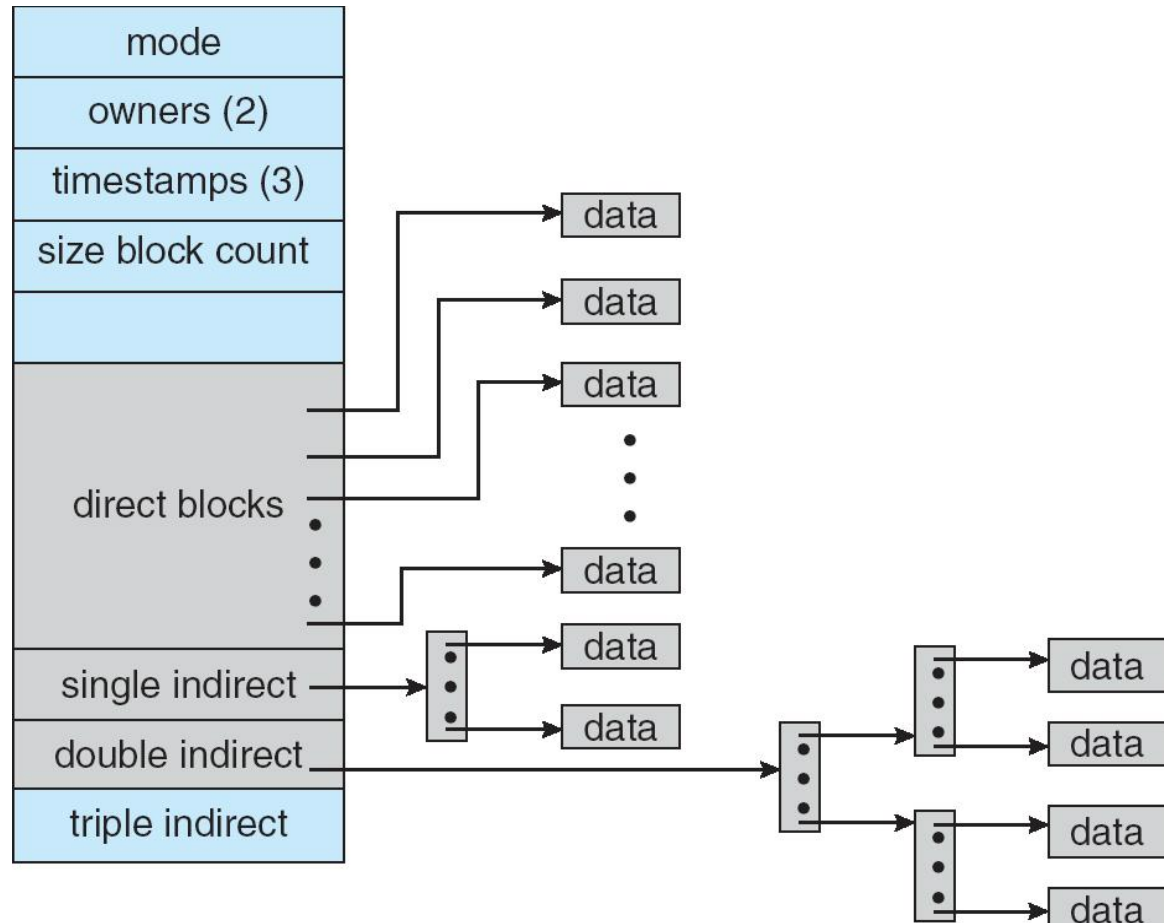 mode
owners (2)
timestamps (3)
size block count
direct blocks
single indirect
double indirect
triple indirect
data
data
data
data
data
data
data
data
data
data